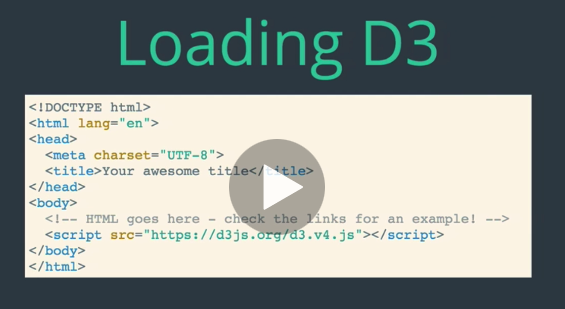 Loading D3
<!DOCTYPE html>
<html lang="en">
<head>
<meta charset="UTF-8">
<title>Your awesome title</title>
</head>
<body>
<!-- HTML goes here - check the links for an example! -->
<script src="https://d3js.org/d3.v4.js"></script>
</body>
</html>